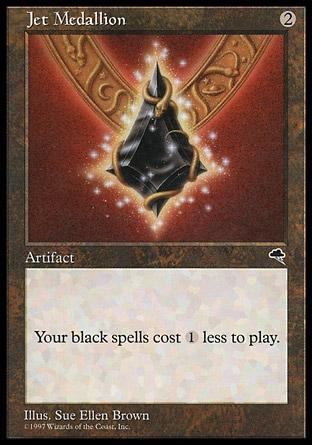 Jet Medallion 2
Artifact
Your black spells cost 1 less to play.
Illus. Sue Ellen Brown
©1997 Wizards of the Coast, Inc.